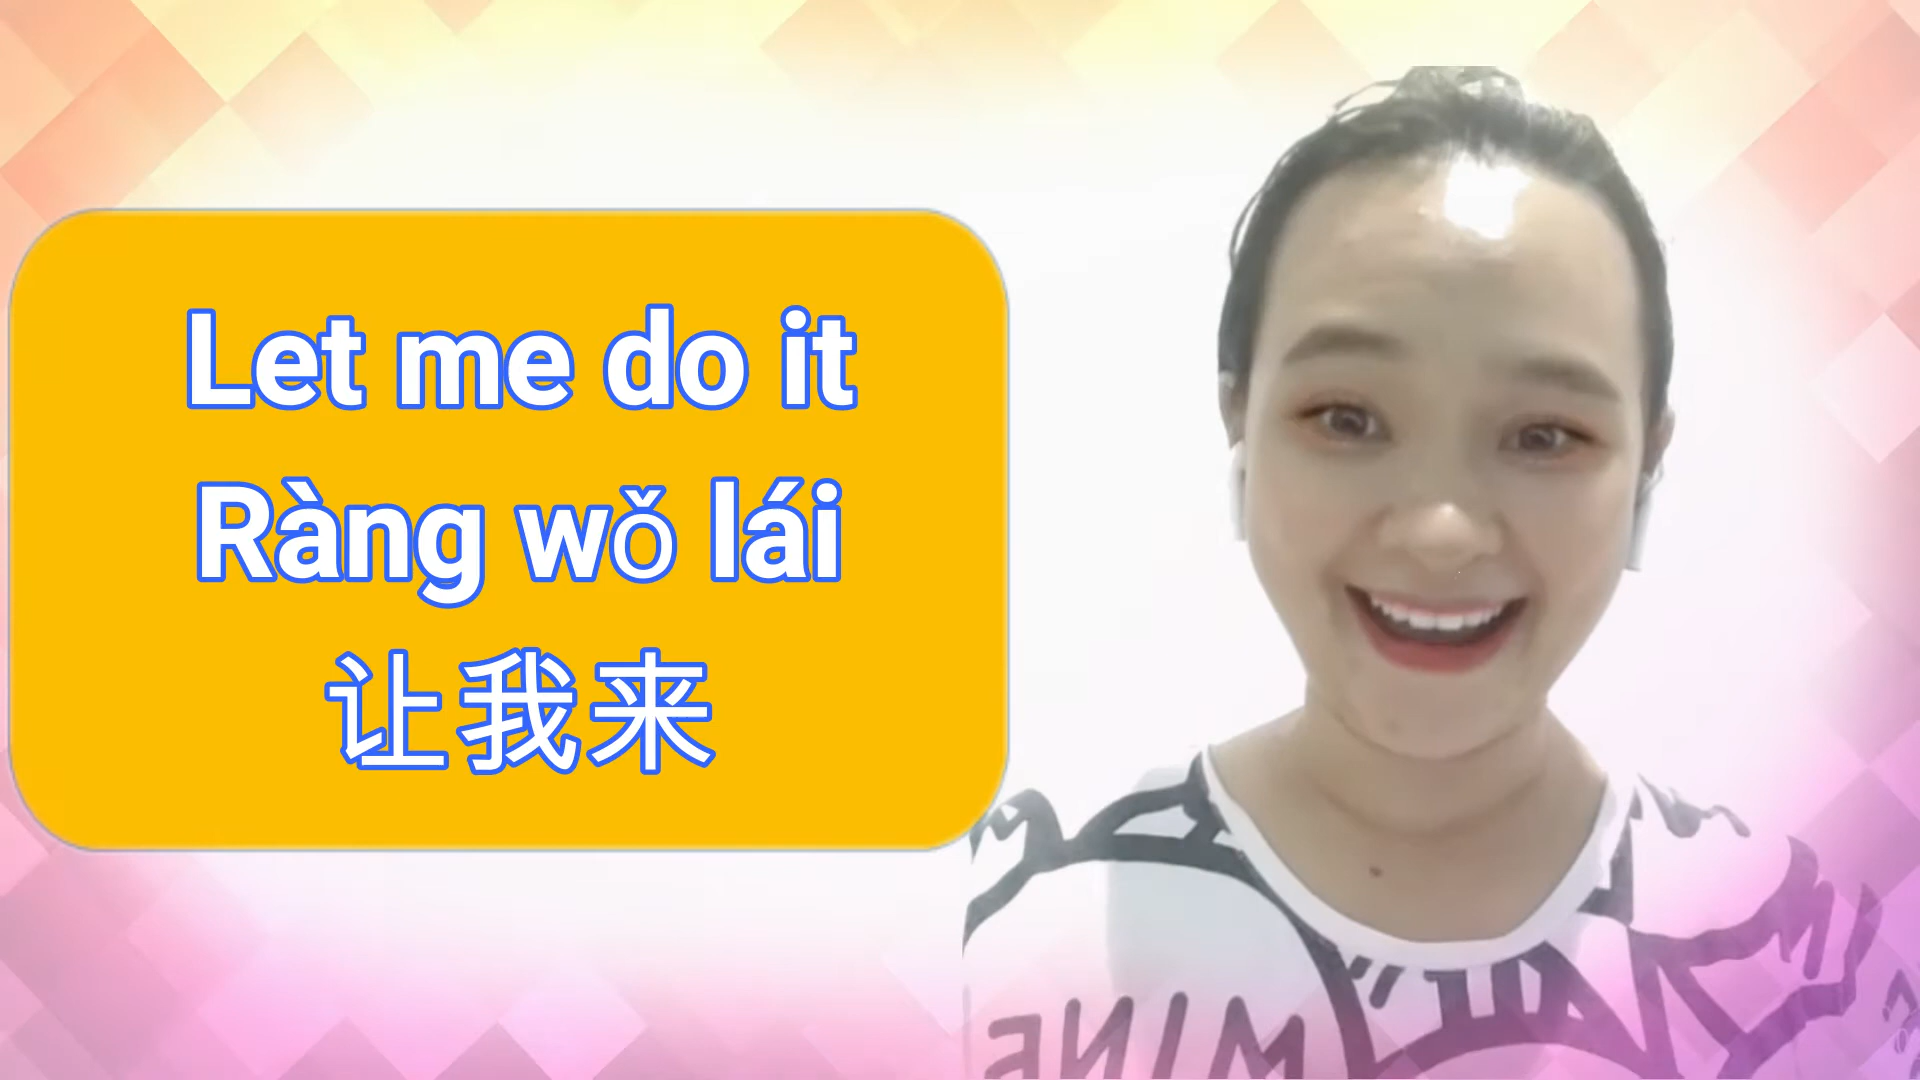 Let me do it
Ràng wǒ lái
让我来